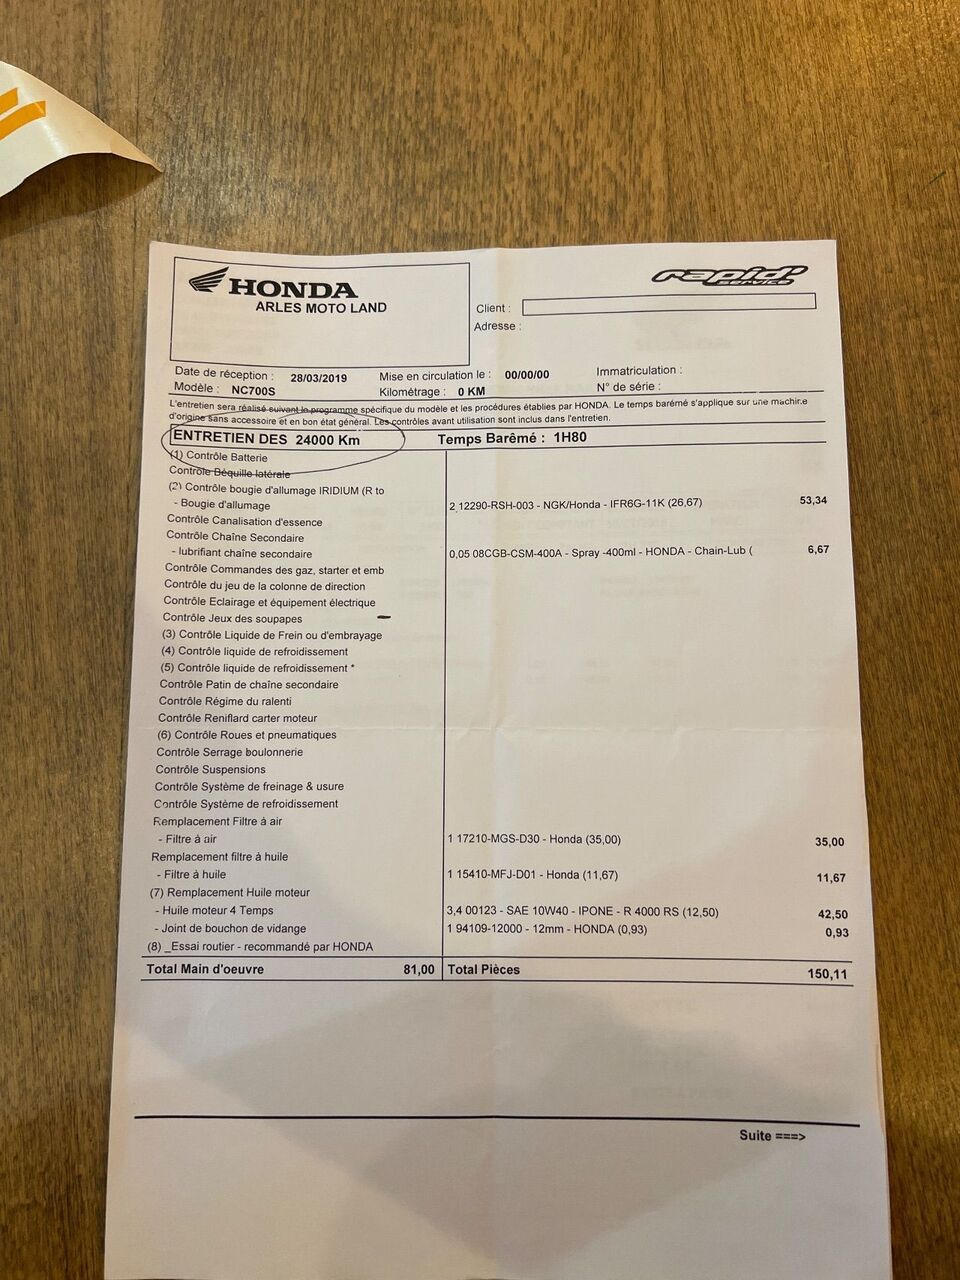 HONDA
ARLES MOTO LAND
rapid'
service
Client :
Adresse :
Date de réception : 28/03/2019 Mise en circulation le : 00/00/00 Immatriculation :
Modèle : NC700S Kilométrage : 0 KM N° de série :
L'entretien sera réalisé suivant le programme spécifique du modèle et les procédures établies par HONDA. Le temps barémé s'applique sur une machine
d'origine sans accessoire et en bon état général. Les contrôles avant utilisation sont inclus dans l'entretien.
ENTRETIEN DES 24000 Km Temps Barêmé : 1H80
(1) Contrôle Batterie
Contrôle Béquille latérale
(2) Contrôle bougie d'allumage IRIDIUM (R to
- Bougie d'allumage 2 12290-RSH-003 - NGK/Honda - IFR6G-11K (26,67) 53,34
Contrôle Canalisation d'essence
Contrôle Chaîne Secondaire
- lubrifiant chaîne secondaire 0,05 08CGB-CSM-400A - Spray -400ml - HONDA - Chain-Lub ( 6,67
Contrôle Commandes des gaz, starter et emb
Contrôle du jeu de la colonne de direction
Contrôle Eclairage et équipement électrique
Contrôle Jeux des soupapes
(3) Contrôle Liquide de Frein ou d'embrayage
(4) Contrôle liquide de refroidissement
(5) Contrôle liquide de refroidissement *
Contrôle Patin de chaîne secondaire
Contrôle Régime du ralenti
Contrôle Reniflard carter moteur
(6) Contrôle Roues et pneumatiques
Contrôle Serrage boulonnerie
Contrôle Suspensions
Contrôle Système de freinage & usure
Contrôle Système de refroidissement
Remplacement Filtre à air
- Filtre à air 1 17210-MGS-D30 - Honda (35,00) 35,00
Remplacement filtre à huile
- Filtre à huile 1 15410-MFJ-D01 - Honda (11,67) 11,67
(7) Remplacement Huile moteur
- Huile moteur 4 Temps 3,4 00123 - SAE 10W40 - IPONE - R 4000 RS (12,50) 42,50
- Joint de bouchon de vidange 1 94109-12000 - 12mm - HONDA (0,93) 0,93
(8) _Essai routier - recommandé par HONDA
Total Main d'oeuvre 81,00 Total Pièces 150,11
Suite ===>